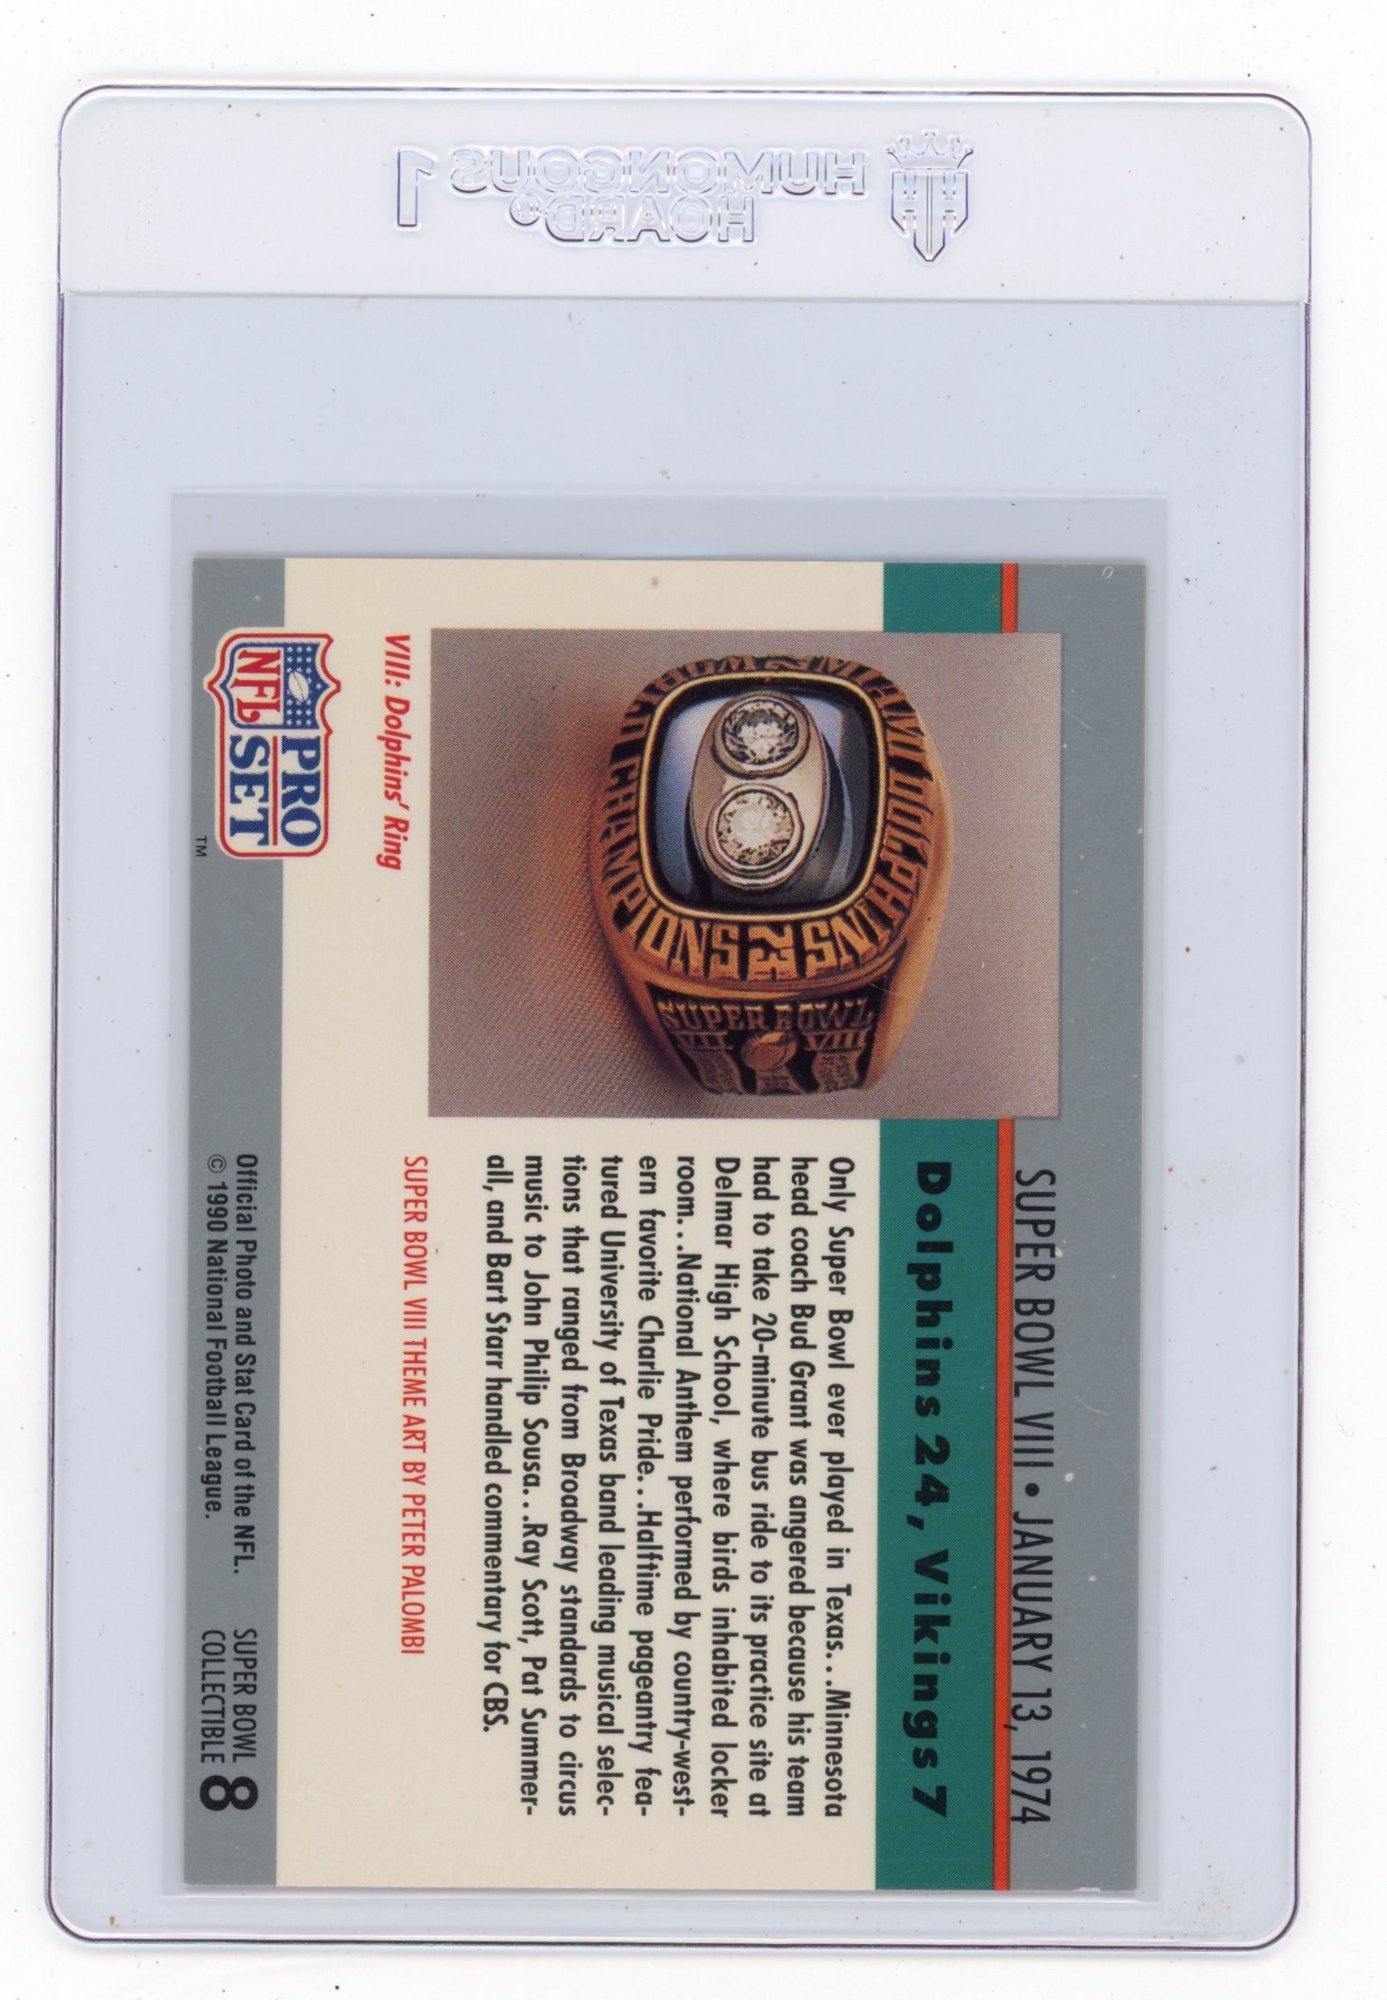 HUMONGOUS
HOARD®
1
SUPER BOWL VIII • JANUARY 13, 1974
Dolphins 24, Vikings 7
MIAMI DOLPHINS
WORLD CHAMPIONS
SUPER BOWL
VII VIII
Only Super Bowl ever played in Texas. . .Minnesota
head coach Bud Grant was angered because his team
had to take 20-minute bus ride to its practice site at
Delmar High School, where birds inhabited locker
room. . .National Anthem performed by country-west-
ern favorite Charlie Pride. . .Halftime pageantry fea-
tured University of Texas band leading musical selec-
tions that ranged from Broadway standards to circus
music to John Philip Sousa. . .Ray Scott, Pat Summer-
all, and Bart Starr handled commentary for CBS.
SUPER BOWL VIII THEME ART BY PETER PALOMBI
VIII: Dolphins' Ring
NFL
PRO
SET
TM
Official Photo and Stat Card of the NFL.
© 1990 National Football League.
SUPER BOWL
COLLECTIBLE
8